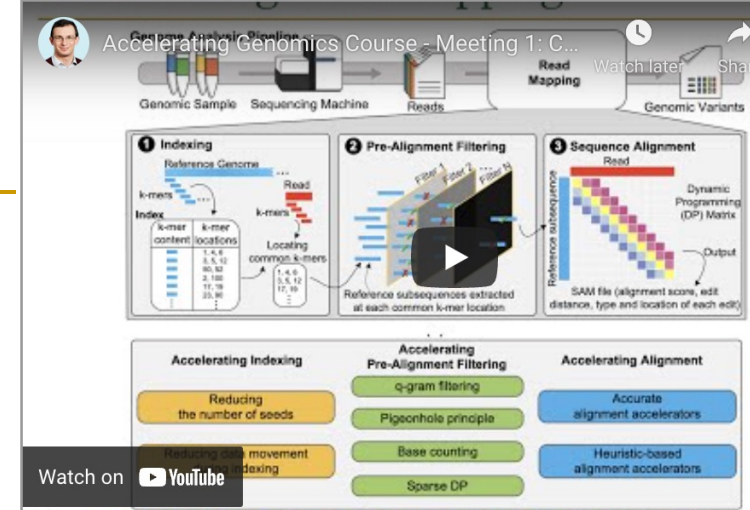 Genome Analysis Pipeline
Accelerating Genomics Course - Meeting 1: C...
Watch later
Shar
Genomic Sample
Sequencing Machine
Reads
Read
Mapping
Genomic Variants
1 Indexing
Reference Genome
...
k-mers
Read
k-mers
Index
k-mer
content
k-mer
locations
1, 4, 6
3, 5, 12
50, 52
2, 100
17, 19
23, 90
Locating
common k-mers
1, 4, 6
3, 5, 12
17, 19
2 Pre-Alignment Filtering
Filter 1
Filter 2
...
Filter N
Reference subsequences extracted
at each common k-mer location
3 Sequence Alignment
Read
Reference subsequence
Dynamic
Programming
(DP) Matrix
Output
SAM file (alignment score, edit
distance, type and location of each edit)
Accelerating Indexing
Reducing
the number of seeds
Reducing data movement
during indexing
Accelerating
Pre-Alignment Filtering
q-gram filtering
Pigeonhole principle
Base counting
Sparse DP
Accelerating Alignment
Accurate
alignment accelerators
Heuristic-based
alignment accelerators
Watch on YouTube